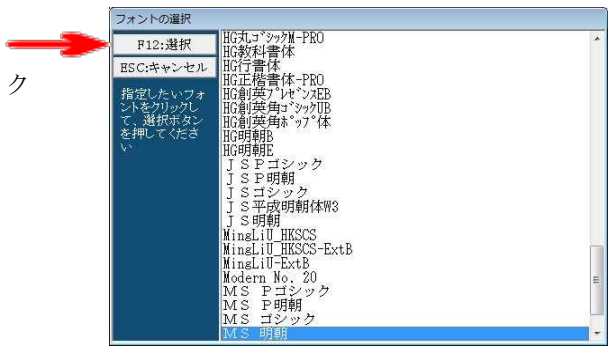 フォントの選択
F12:選択
ESC:キャンセル
ク
指定したいフォ
ントをクリックし
て、選択ボタン
を押してくださ
い
HG丸ゴシックM-PRO
HG教科書体
HG行書体
HG正楷書体-PRO
HG創英プレゼンスEB
HG創英角ゴシックUB
HG創英角ポップ体
HG明朝B
HG明朝E
JSPゴシック
JSP明朝
JSゴシック
JS平成明朝体W3
JS明朝
MingLiU_HKSCS
MingLiU_HKSCS-ExtB
MingLiU-ExtB
Modern No. 20
MS Pゴシック
MS P明朝
MS ゴシック
MS 明朝